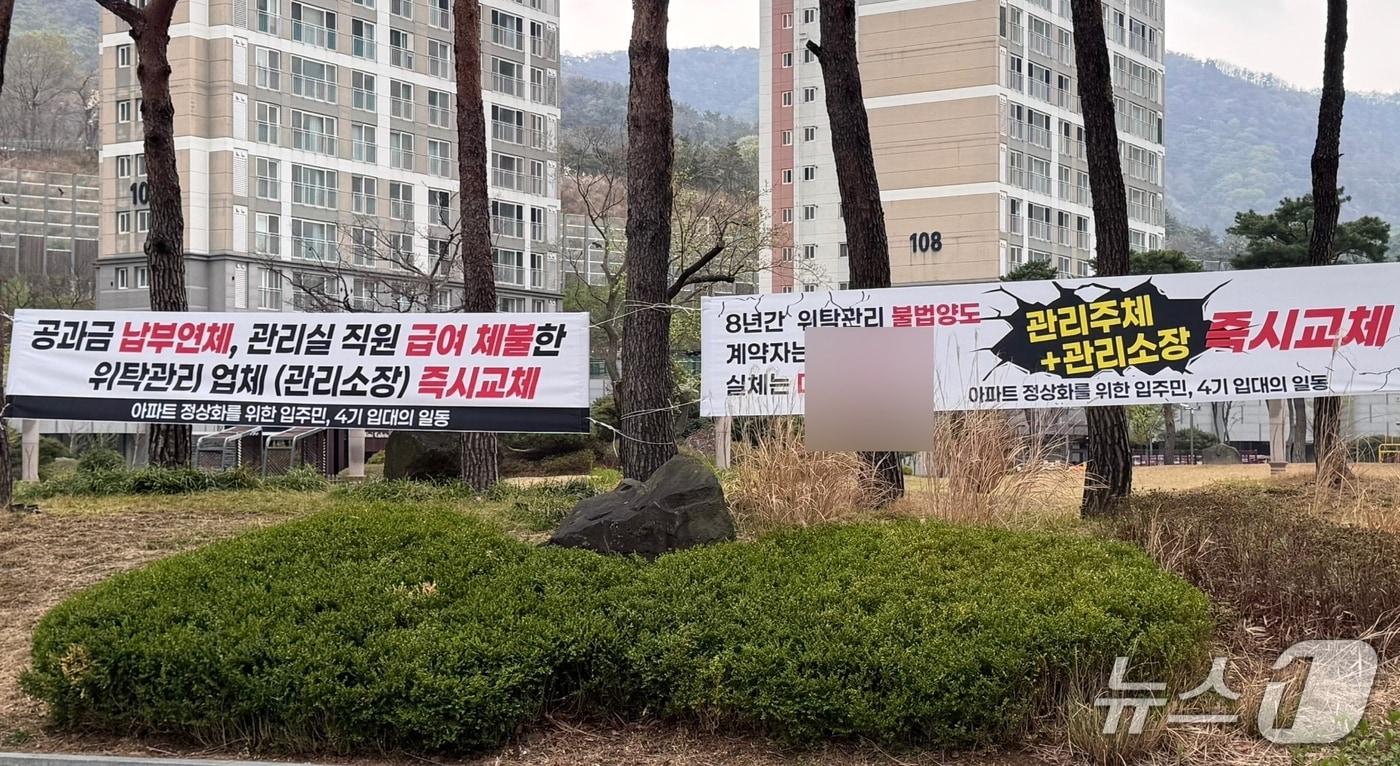 10
108
공과금 납부연체, 관리실 직원 급여 체불한
위탁관리 업체 (관리소장) 즉시교체
아파트 정상화를 위한 입주민, 4기 입대의 일동
8년간 위탁관리 불법양도
계약자는
실체는
관리주체
+관리소장
즉시교체
아파트 정상화를 위한 입주민, 4기 입대의 일동
뉴스1